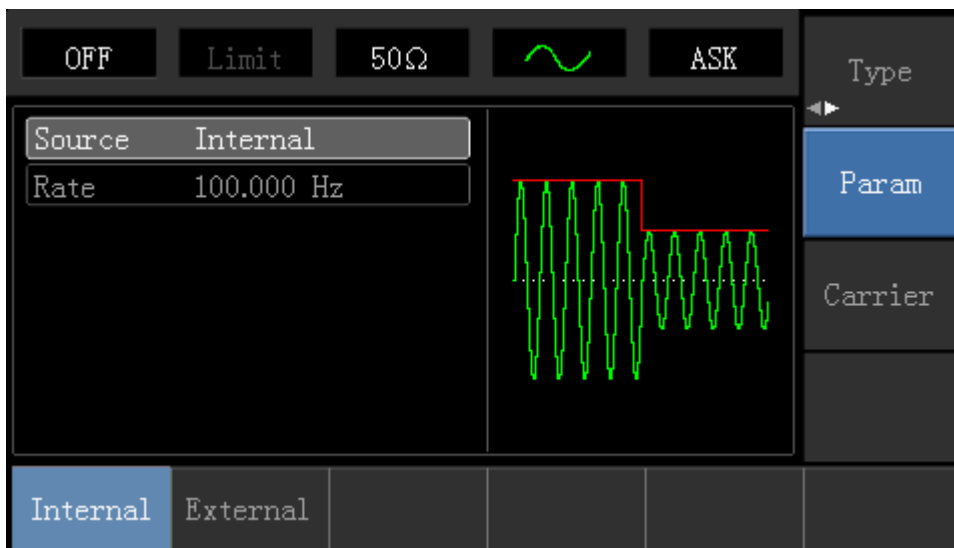 OFF Limit 50Ω ASK
Type
Source Internal
Rate 100.000 Hz
Param
Carrier
Internal External